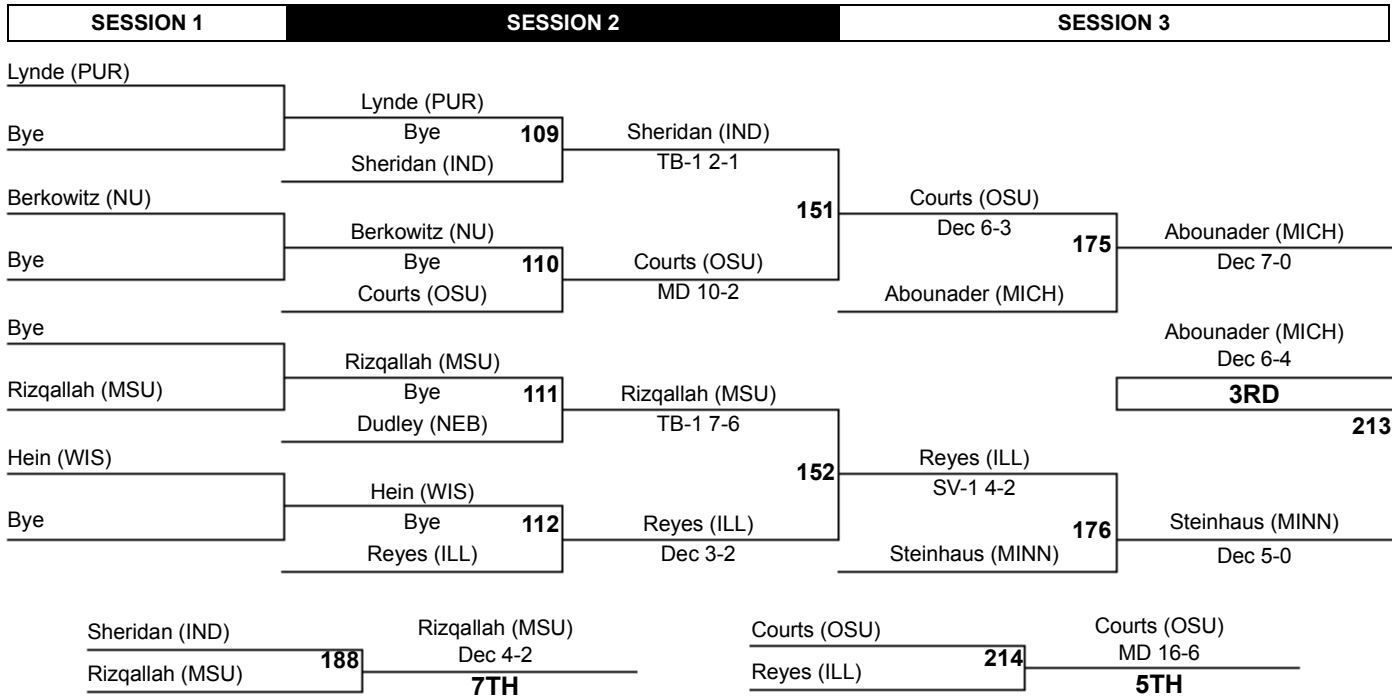 SESSION 1 SESSION 2 SESSION 3
Lynde (PUR)
Bye
Berkowitz (NU)
Bye
Bye
Rizqallah (MSU)
Hein (WIS)
Bye
Lynde (PUR)
Bye 109
Sheridan (IND)
Berkowitz (NU)
Bye 110
Courts (OSU)
Rizqallah (MSU)
Bye 111
Dudley (NEB)
Hein (WIS)
Bye 112
Reyes (ILL)
Sheridan (IND)
TB-1 2-1
151
Courts (OSU)
MD 10-2
Rizqallah (MSU)
TB-1 7-6
152
Reyes (ILL)
Dec 3-2
Courts (OSU)
Dec 6-3
175
Abounader (MICH)
Reyes (ILL)
SV-1 4-2
176
Steinhaus (MINN)
Abounader (MICH)
Dec 7-0
Abounader (MICH)
Dec 6-4
3RD
213
Steinhaus (MINN)
Dec 5-0
Sheridan (IND)
Rizqallah (MSU)
188
Rizqallah (MSU)
Dec 4-2
7TH
Courts (OSU)
Reyes (ILL)
214
Courts (OSU)
MD 16-6
5TH